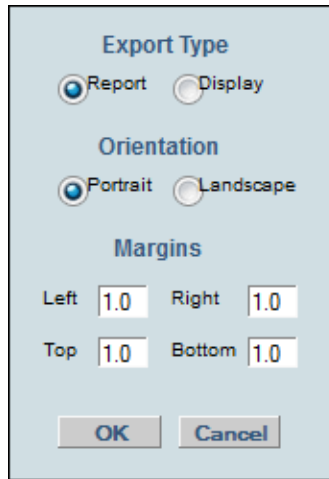 Export Type
Report Display
Orientation
Portrait Landscape
Margins
Left 1.0 Right 1.0
Top 1.0 Bottom 1.0
OK Cancel